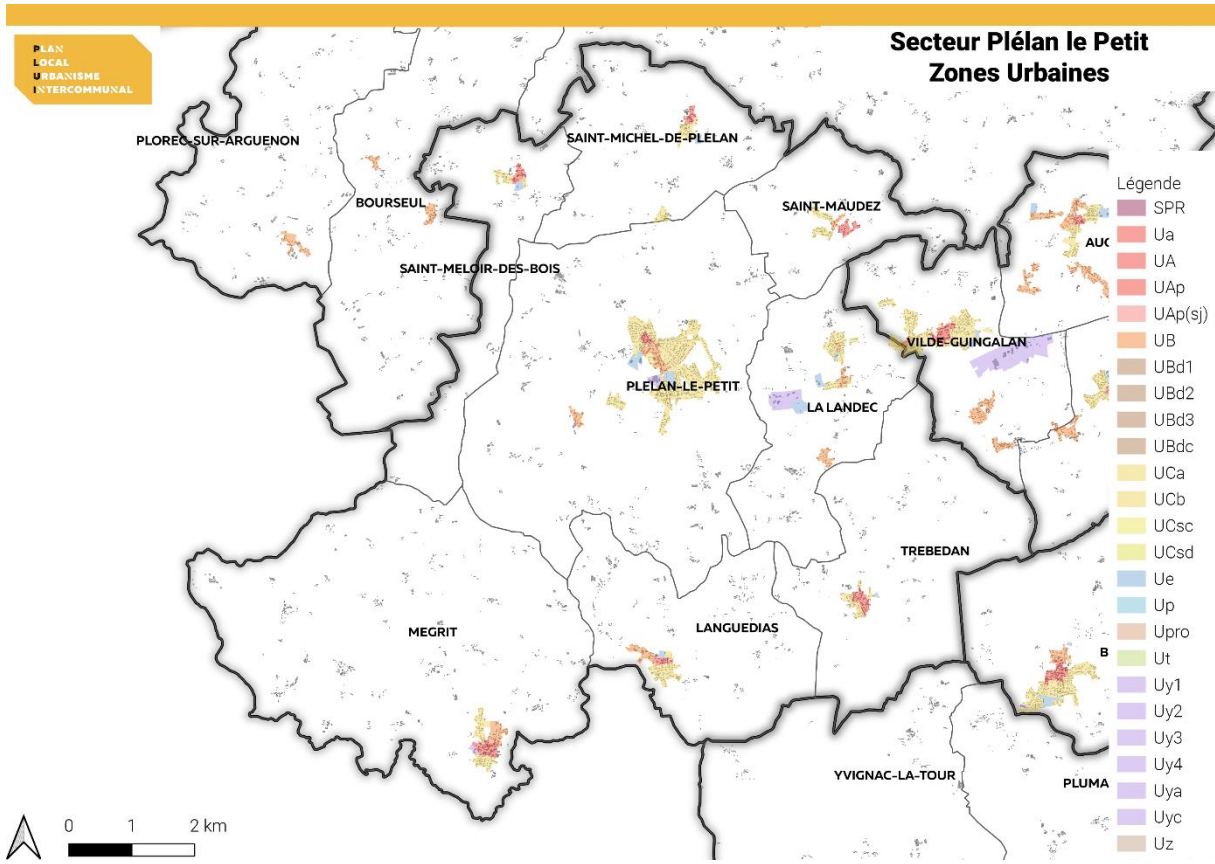 PLAN
LOCAL
URBANISME
INTERCOMMUNAL
Secteur Plélan le Petit
Zones Urbaines
PLOREC-SUR-ARGUENON
SAINT-MICHEL-DE-PLELAN
BOURSEUL
SAINT-MAUDEZ
AUC
SAINT-MELOIR-DES-BOIS
VILDE-GUINGALAN
PLELAN-LE-PETIT
LA LANDEC
TREBEDAN
MEGRIT
LANGUEDIAS
B
YVIGNAC-LA-TOUR
PLUMA
Légende
SPR
Ua
UA
UAp
UAp(sj)
UB
UBd1
UBd2
UBd3
UBdc
UCa
UCb
UCsc
UCsd
Ue
Up
Upro
Ut
Uy1
Uy2
Uy3
Uy4
Uya
Uyc
Uz
0 1 2 km